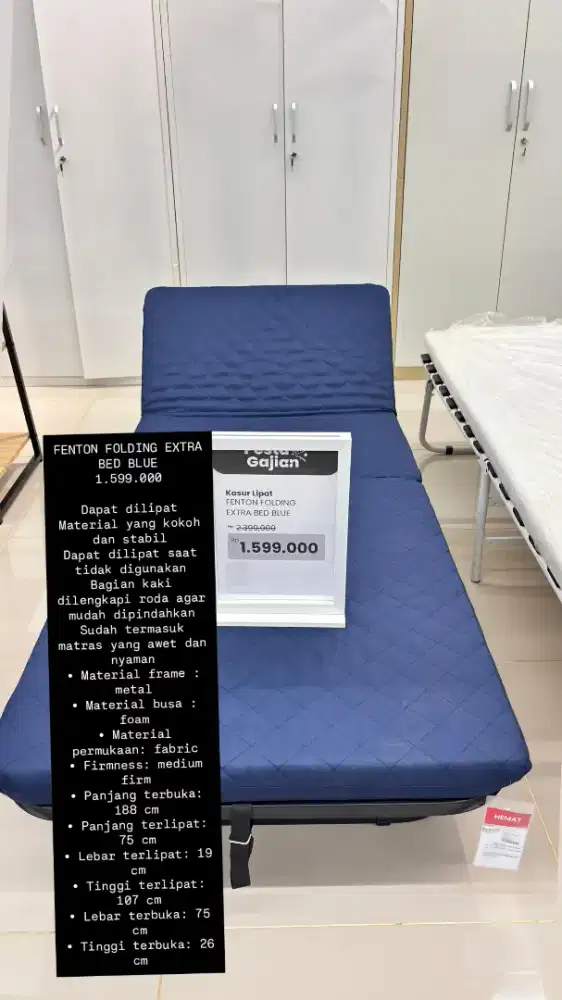 FENTON FOLDING EXTRA
BED BLUE
1.599.000
Dapat dilipat
Material yang kokoh
dan stabil
Dapat dilipat saat
tidak digunakan
Bagian kaki
dilengkapi roda agar
mudah dipindahkan
Sudah termasuk
matras yang awet dan
nyaman
• Material frame :
metal
• Material busa :
foam
• Material
permukaan: fabric
• Firmness: medium
firm
• Panjang terbuka:
188 cm
• Panjang terlipat:
75 cm
• Lebar terlipat: 19
cm
• Tinggi terlipat:
107 cm
• Lebar terbuka: 75
cm
• Tinggi terbuka: 26
cm
Gajian
Kasur Lipat
FENTON FOLDING
EXTRA BED BLUE
2.399.000
1.599.000
HEMAT